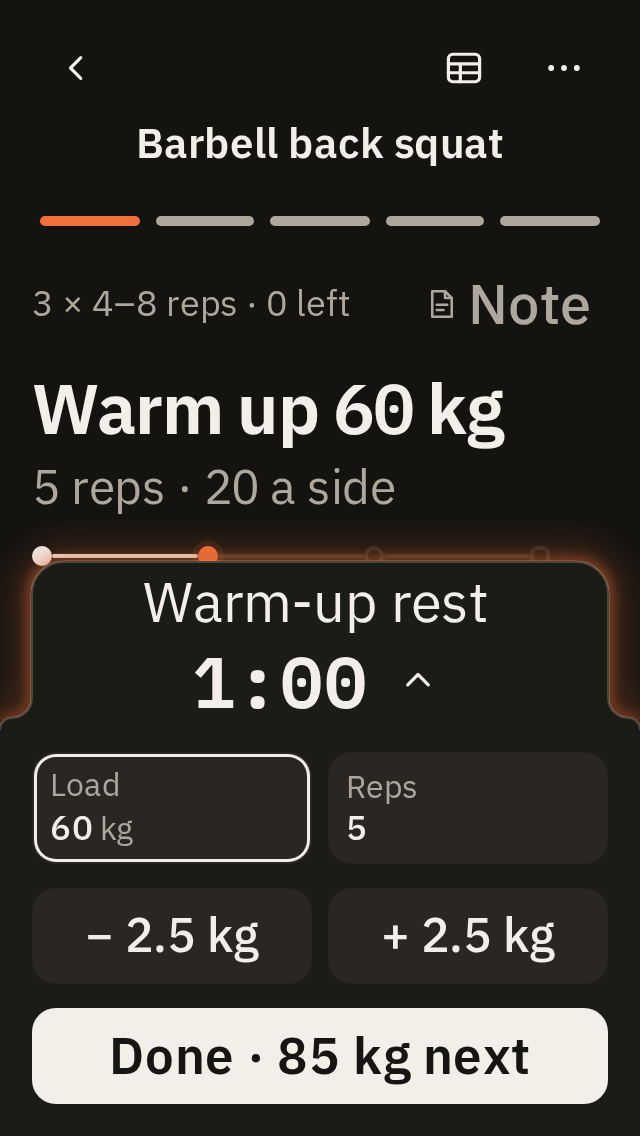 Barbell back squat
3 × 4–8 reps · 0 left
Note
Warm up 60 kg
5 reps · 20 a side
Warm-up rest
1:00
Load
60 kg
Reps
5
– 2.5 kg
+ 2.5 kg
Done · 85 kg next